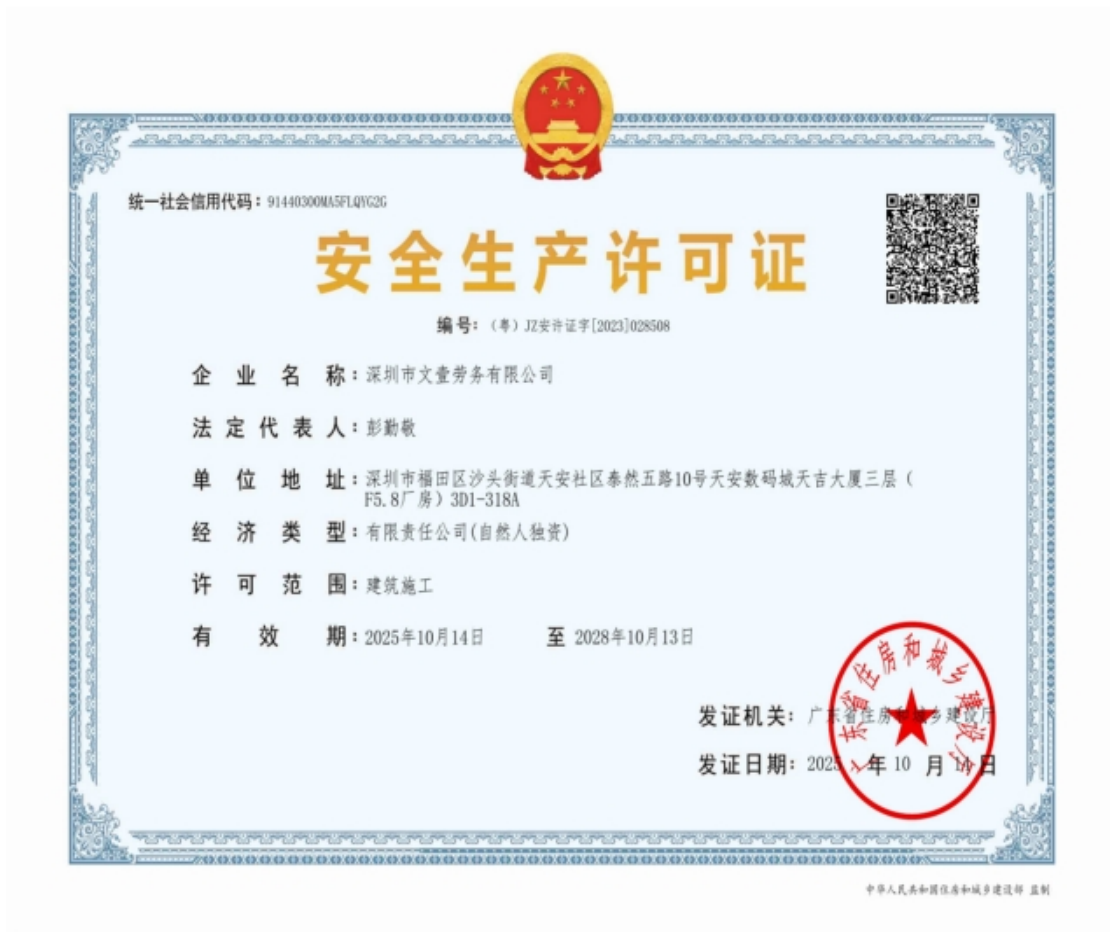 统一社会信用代码：91440300MA5FLQYG2G
安全生产许可证
编号：（粤）JZ安许证字[2023]028508
企业名称：深圳市文壹劳务有限公司
法定代表人：彭勤敬
单位地址：深圳市福田区沙头街道天安社区泰然五路10号天安数码城天吉大厦三层（
F5.8厂房）3D1-318A
经济类型：有限责任公司(自然人独资)
许可范围：建筑施工
有效期：2025年10月14日 至 2028年10月13日
发证机关：广东省住房和城乡建设厅
发证日期：2025年10月 日
广东省住房和城乡建设厅
中华人民共和国住房和城乡建设部 监制